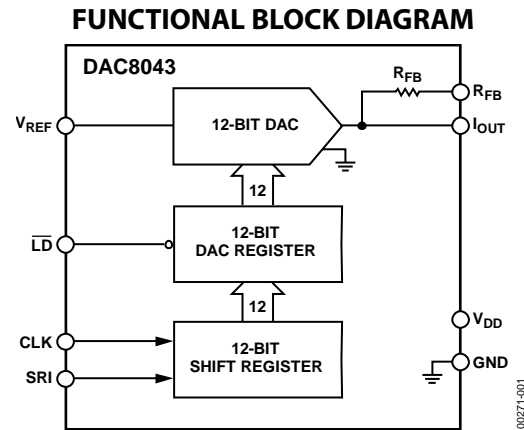 FUNCTIONAL BLOCK DIAGRAM
DAC8043
RFB
RFB
VREF
12-BIT DAC
IOUT
12
LD
12-BIT
DAC REGISTER
12
VDD
CLK
12-BIT
SHIFT REGISTER
GND
SRI
00271-001